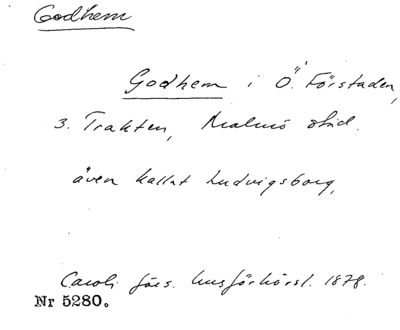 Godhem
Godhem i Ö. Förstaden,
3. Trakten, Malmö stad.
även kallat Ludvigsborg,
Caroli förs. husförhörsl. 1878.
Nr 5280.